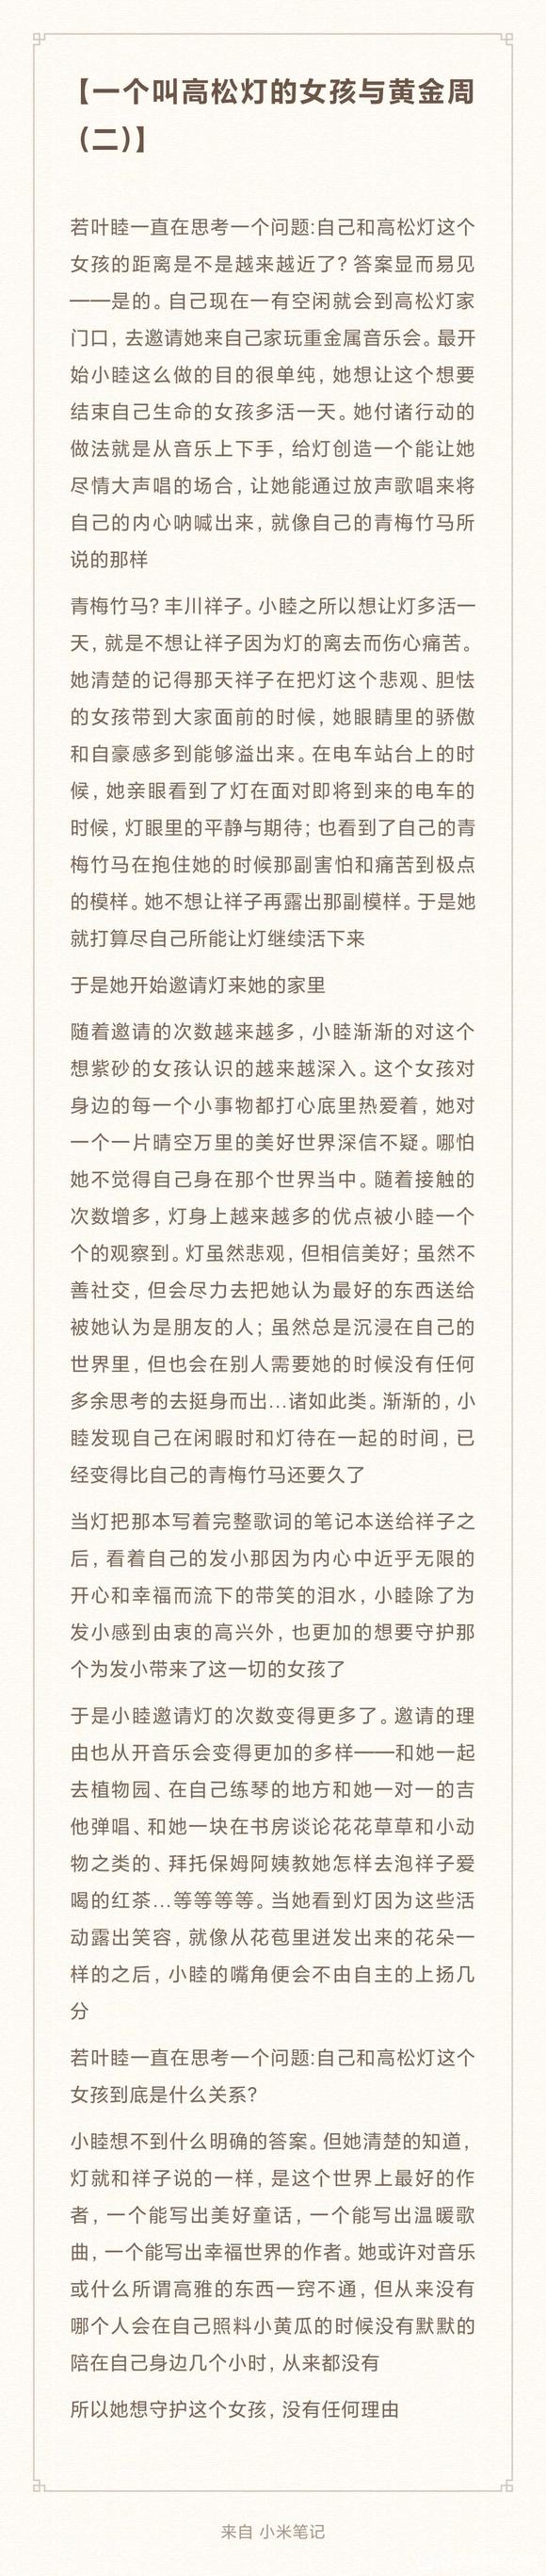 【一个叫高松灯的女孩与黄金周
(二)】
若叶睦一直在思考一个问题:自己和高松灯这个
女孩的距离是不是越来越近了？答案显而易见
——是的。自己现在一有空闲就会到高松灯家
门口，去邀请她来自己家玩重金属音乐会。最开
始小睦这么做的目的很单纯，她想让这个想要
结束自己生命的女孩多活一天。她付诸行动的
做法就是从音乐上下手，给灯创造一个能让她
尽情大声唱的场合，让她能通过放声歌唱来将
自己的内心呐喊出来，就像自己的青梅竹马所
说的那样
青梅竹马？丰川祥子。小睦之所以想让灯多活一
天，就是不想让祥子因为灯的离去而伤心痛苦。
她清楚的记得那天祥子在把灯这个悲观、胆怯
的女孩带到大家面前的时候，她眼睛里的骄傲
和自豪感多到能够溢出来。在电车站台上的时
候，她亲眼看到了灯在面对即将到来的电车的
时候，灯眼里的平静与期待；也看到了自己的青
梅竹马在抱住她的时候那副害怕和痛苦到极点
的模样。她不想让祥子再露出那副模样。于是她
就打算尽自己所能让灯继续活下来
于是她开始邀请灯来她的家里
随着邀请的次数越来越多，小睦渐渐的对这个
想紫砂的女孩认识的越来越深入。这个女孩对
身边的每一个小事物都打心底里热爱着，她对
一个一片晴空万里的美好世界深信不疑。哪怕
她不觉得自己身在那个世界当中。随着接触的
次数增多，灯身上越来越多的优点被小睦一个
个的观察到。灯虽然悲观，但相信美好；虽然不
善社交，但会尽力去把她认为最好的东西送给
被她认为是朋友的人；虽然总是沉浸在自己的
世界里，但也会在别人需要她的时候没有任何
多余思考的去挺身而出…诸如此类。渐渐的，小
睦发现自己在闲暇时和灯待在一起的时间，已
经变得比自己的青梅竹马还要久了
当灯把那本写着完整歌词的笔记本送给祥子之
后，看着自己的发小那因为内心中近乎无限的
开心和幸福而流下的带笑的泪水，小睦除了为
发小感到由衷的高兴外，也更加的想要守护那
个为发小带来了这一切的女孩了
于是小睦邀请灯的次数变得更多了。邀请的理
由也从开音乐会变得更加的多样——和她一起
去植物园、在自己练琴的地方和她一对一的吉
他弹唱、和她一块在书房谈论花花草草和小动
物之类的、拜托保姆阿姨教她怎样去泡祥子爱
喝的红茶…等等等等。当她看到灯因为这些活
动露出笑容，就像从花苞里迸发出来的花朵一
样的之后，小睦的嘴角便会不由自主的上扬几
分
若叶睦一直在思考一个问题:自己和高松灯这个
女孩到底是什么关系？
小睦想不到什么明确的答案。但她清楚的知道，
灯就和祥子说的一样，是这个世界上最好的作
者，一个能写出美好童话，一个能写出温暖歌
曲，一个能写出幸福世界的作者。她或许对音乐
或什么所谓高雅的东西一窍不通，但从来没有
哪个人会在自己照料小黄瓜的时候没有默默的
陪在自己身边几个小时，从来都没有
所以她想守护这个女孩，没有任何理由
来自 小米笔记